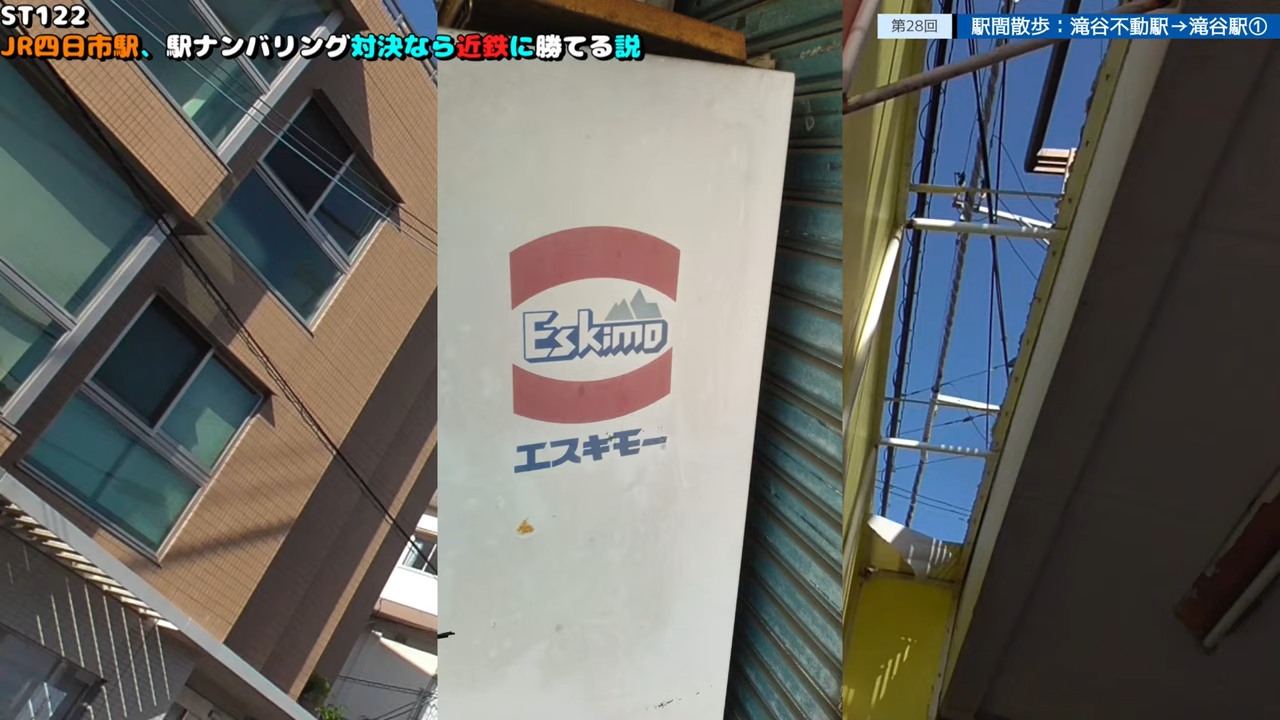 ST122
JR四日市駅、駅ナンバリング対決なら近鉄に勝てる説
第28回
駅間散歩：滝谷不動駅→滝谷駅①
Eskimo
エスキモー